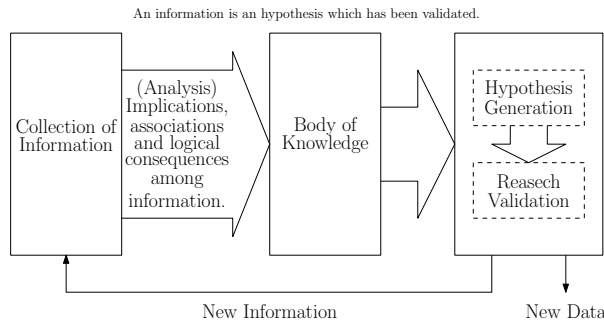 An information is an hypothesis which has been validated.
Collection of
Information
(Analysis)
Implications,
associations
and logical
consequences
among
information.
Body of
Knowledge
Hypothesis
Generation
Reasech
Validation
New Information
New Data